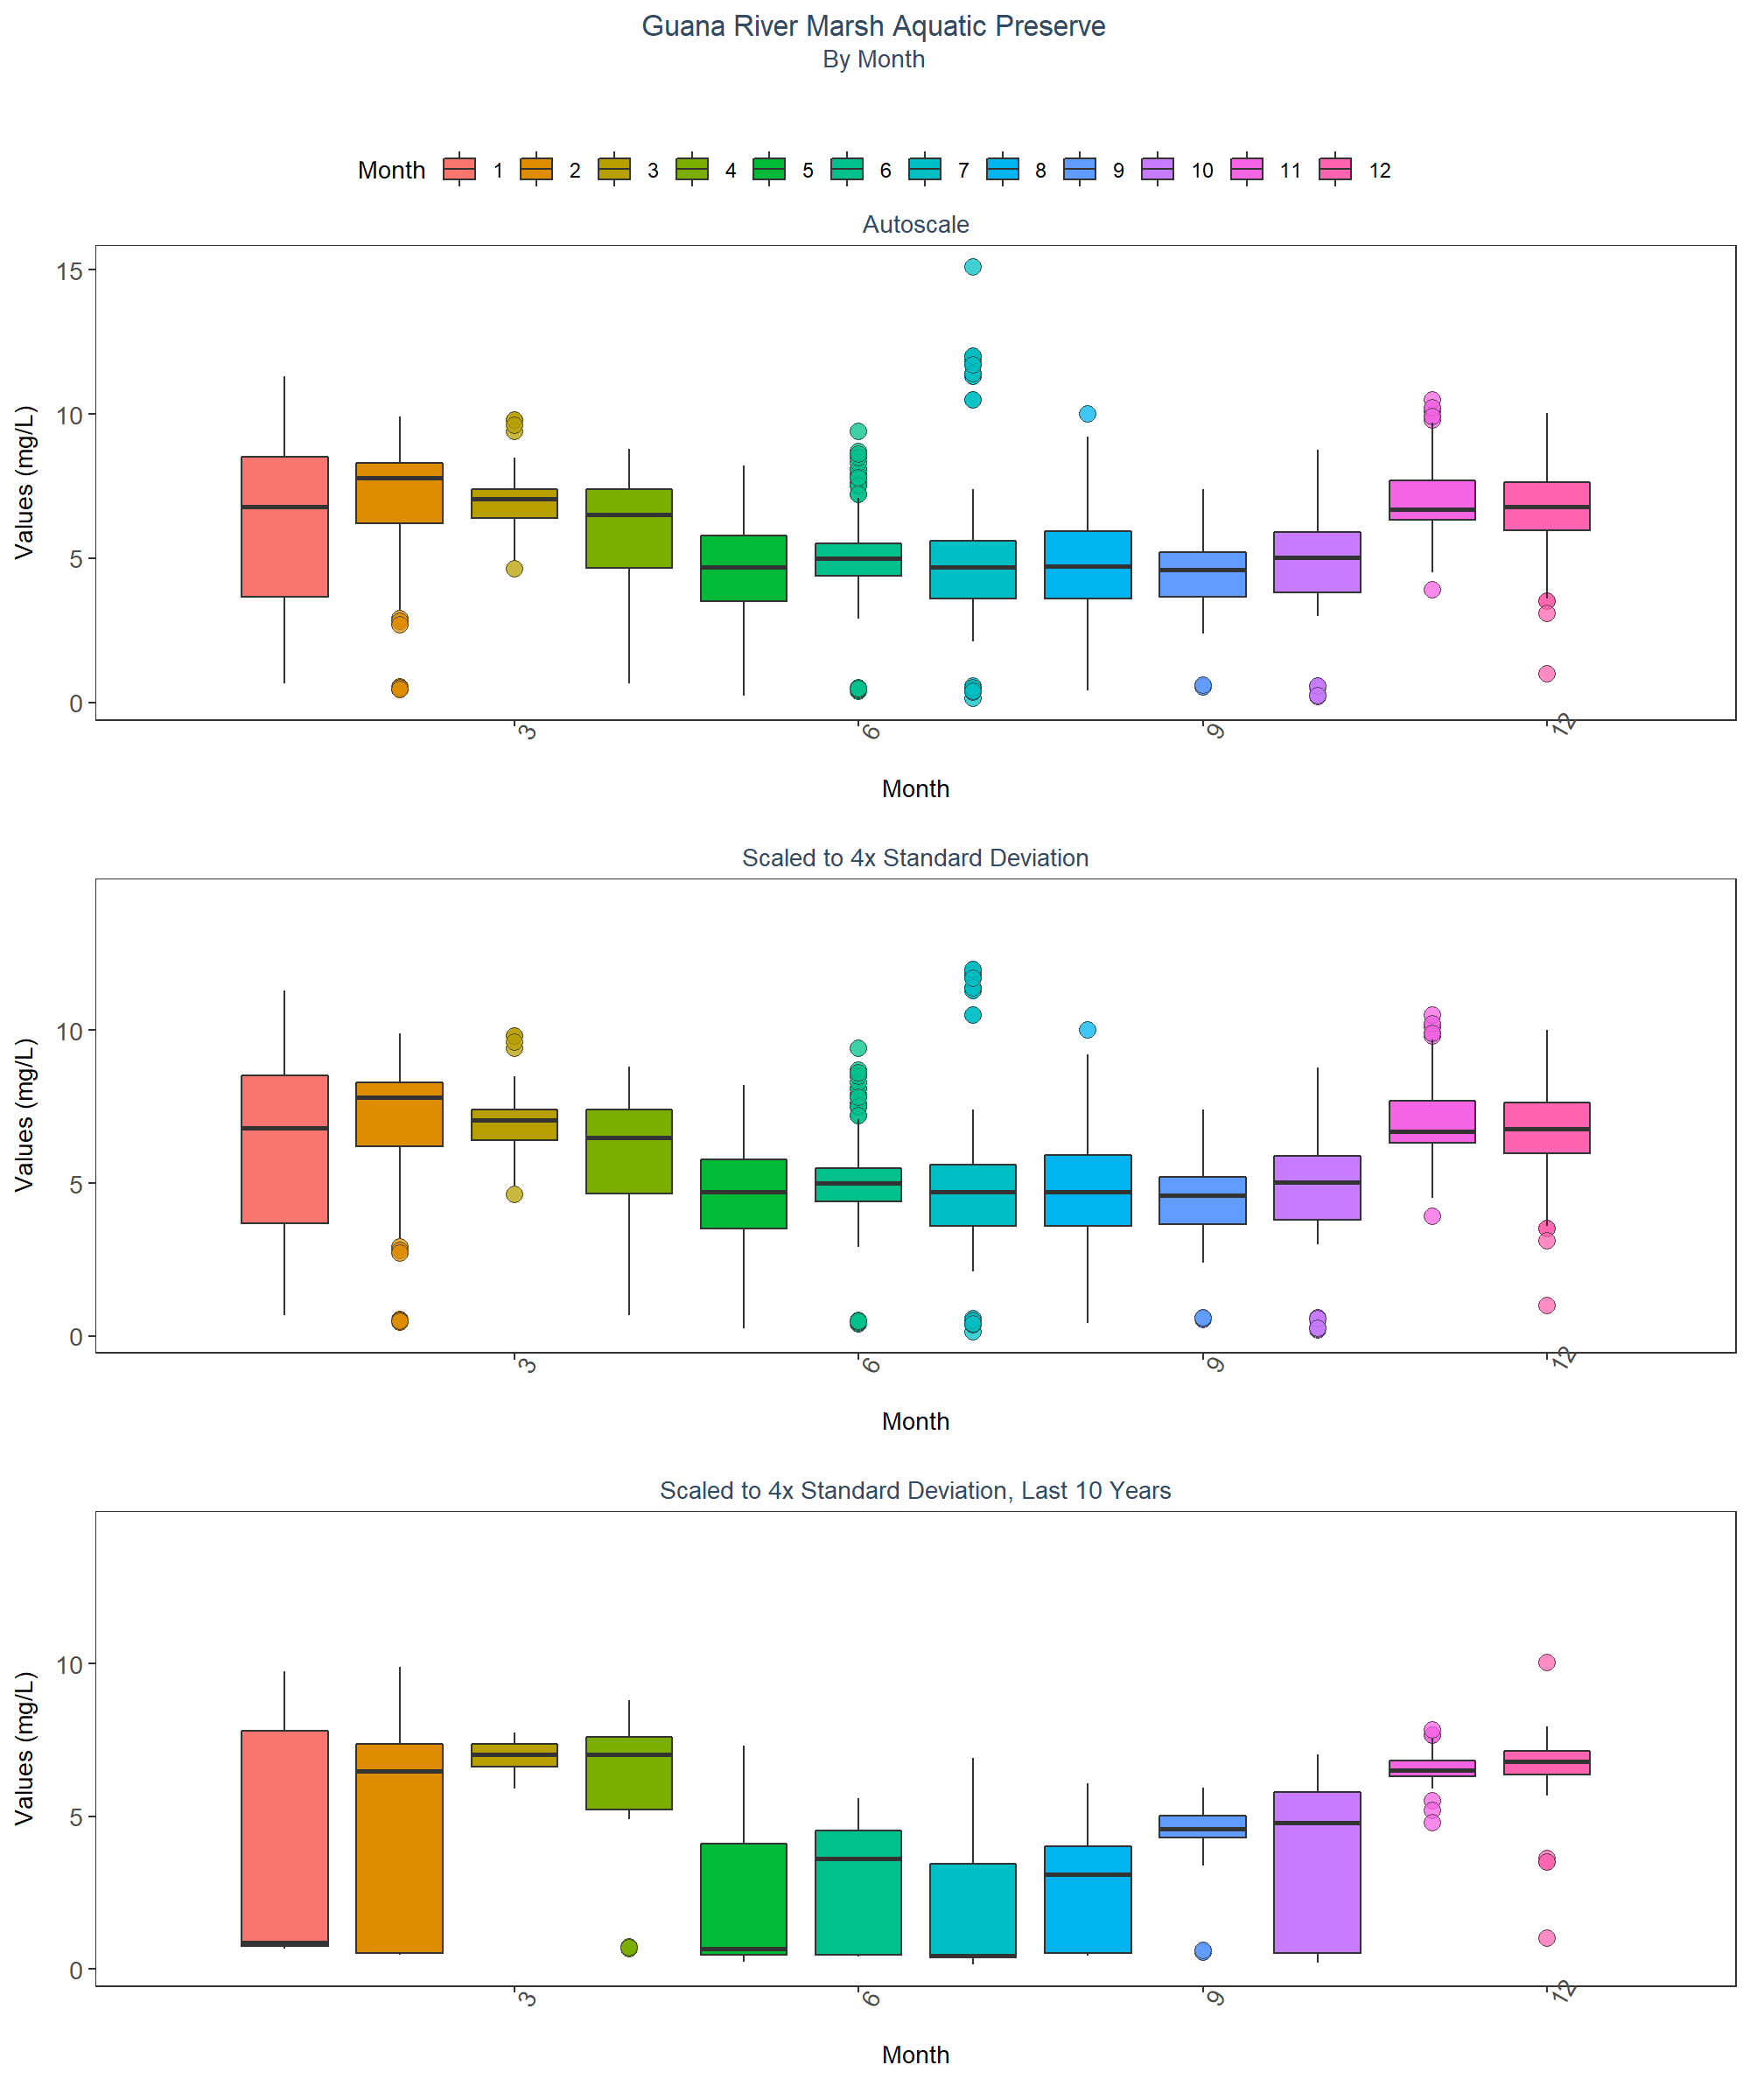 Guana River Marsh Aquatic Preserve
By Month
Month 1 2 3 4 5 6 7 8 9 10 11 12
Autoscale
Values (mg/L)
15
10
5
0
3 6 9 12
Month
Scaled to 4x Standard Deviation
Values (mg/L)
10
5
0
3 6 9 12
Month
Scaled to 4x Standard Deviation, Last 10 Years
Values (mg/L)
10
5
0
3 6 9 12
Month